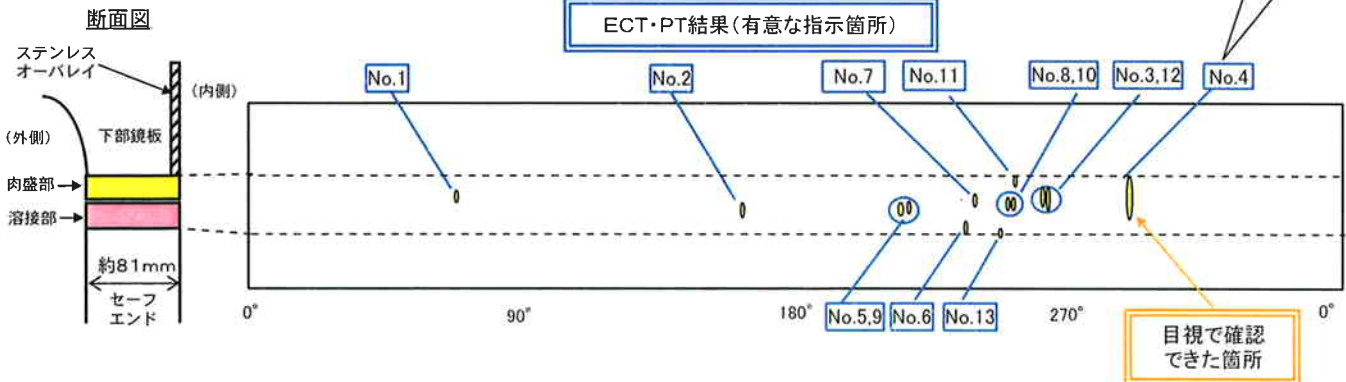 断面図
ECT・PT結果(有意な指示箇所)
ステンレス
オーバレイ
(内側)
(外側)
下部鏡板
肉盛部
溶接部
約81mm
セーフ
エンド
No.1
No.2
No.7
No.11
No.8,10
No.3,12
No.4
0°
90°
180°
No.5,9
No.6
No.13
270°
0°
目視で確認
できた箇所